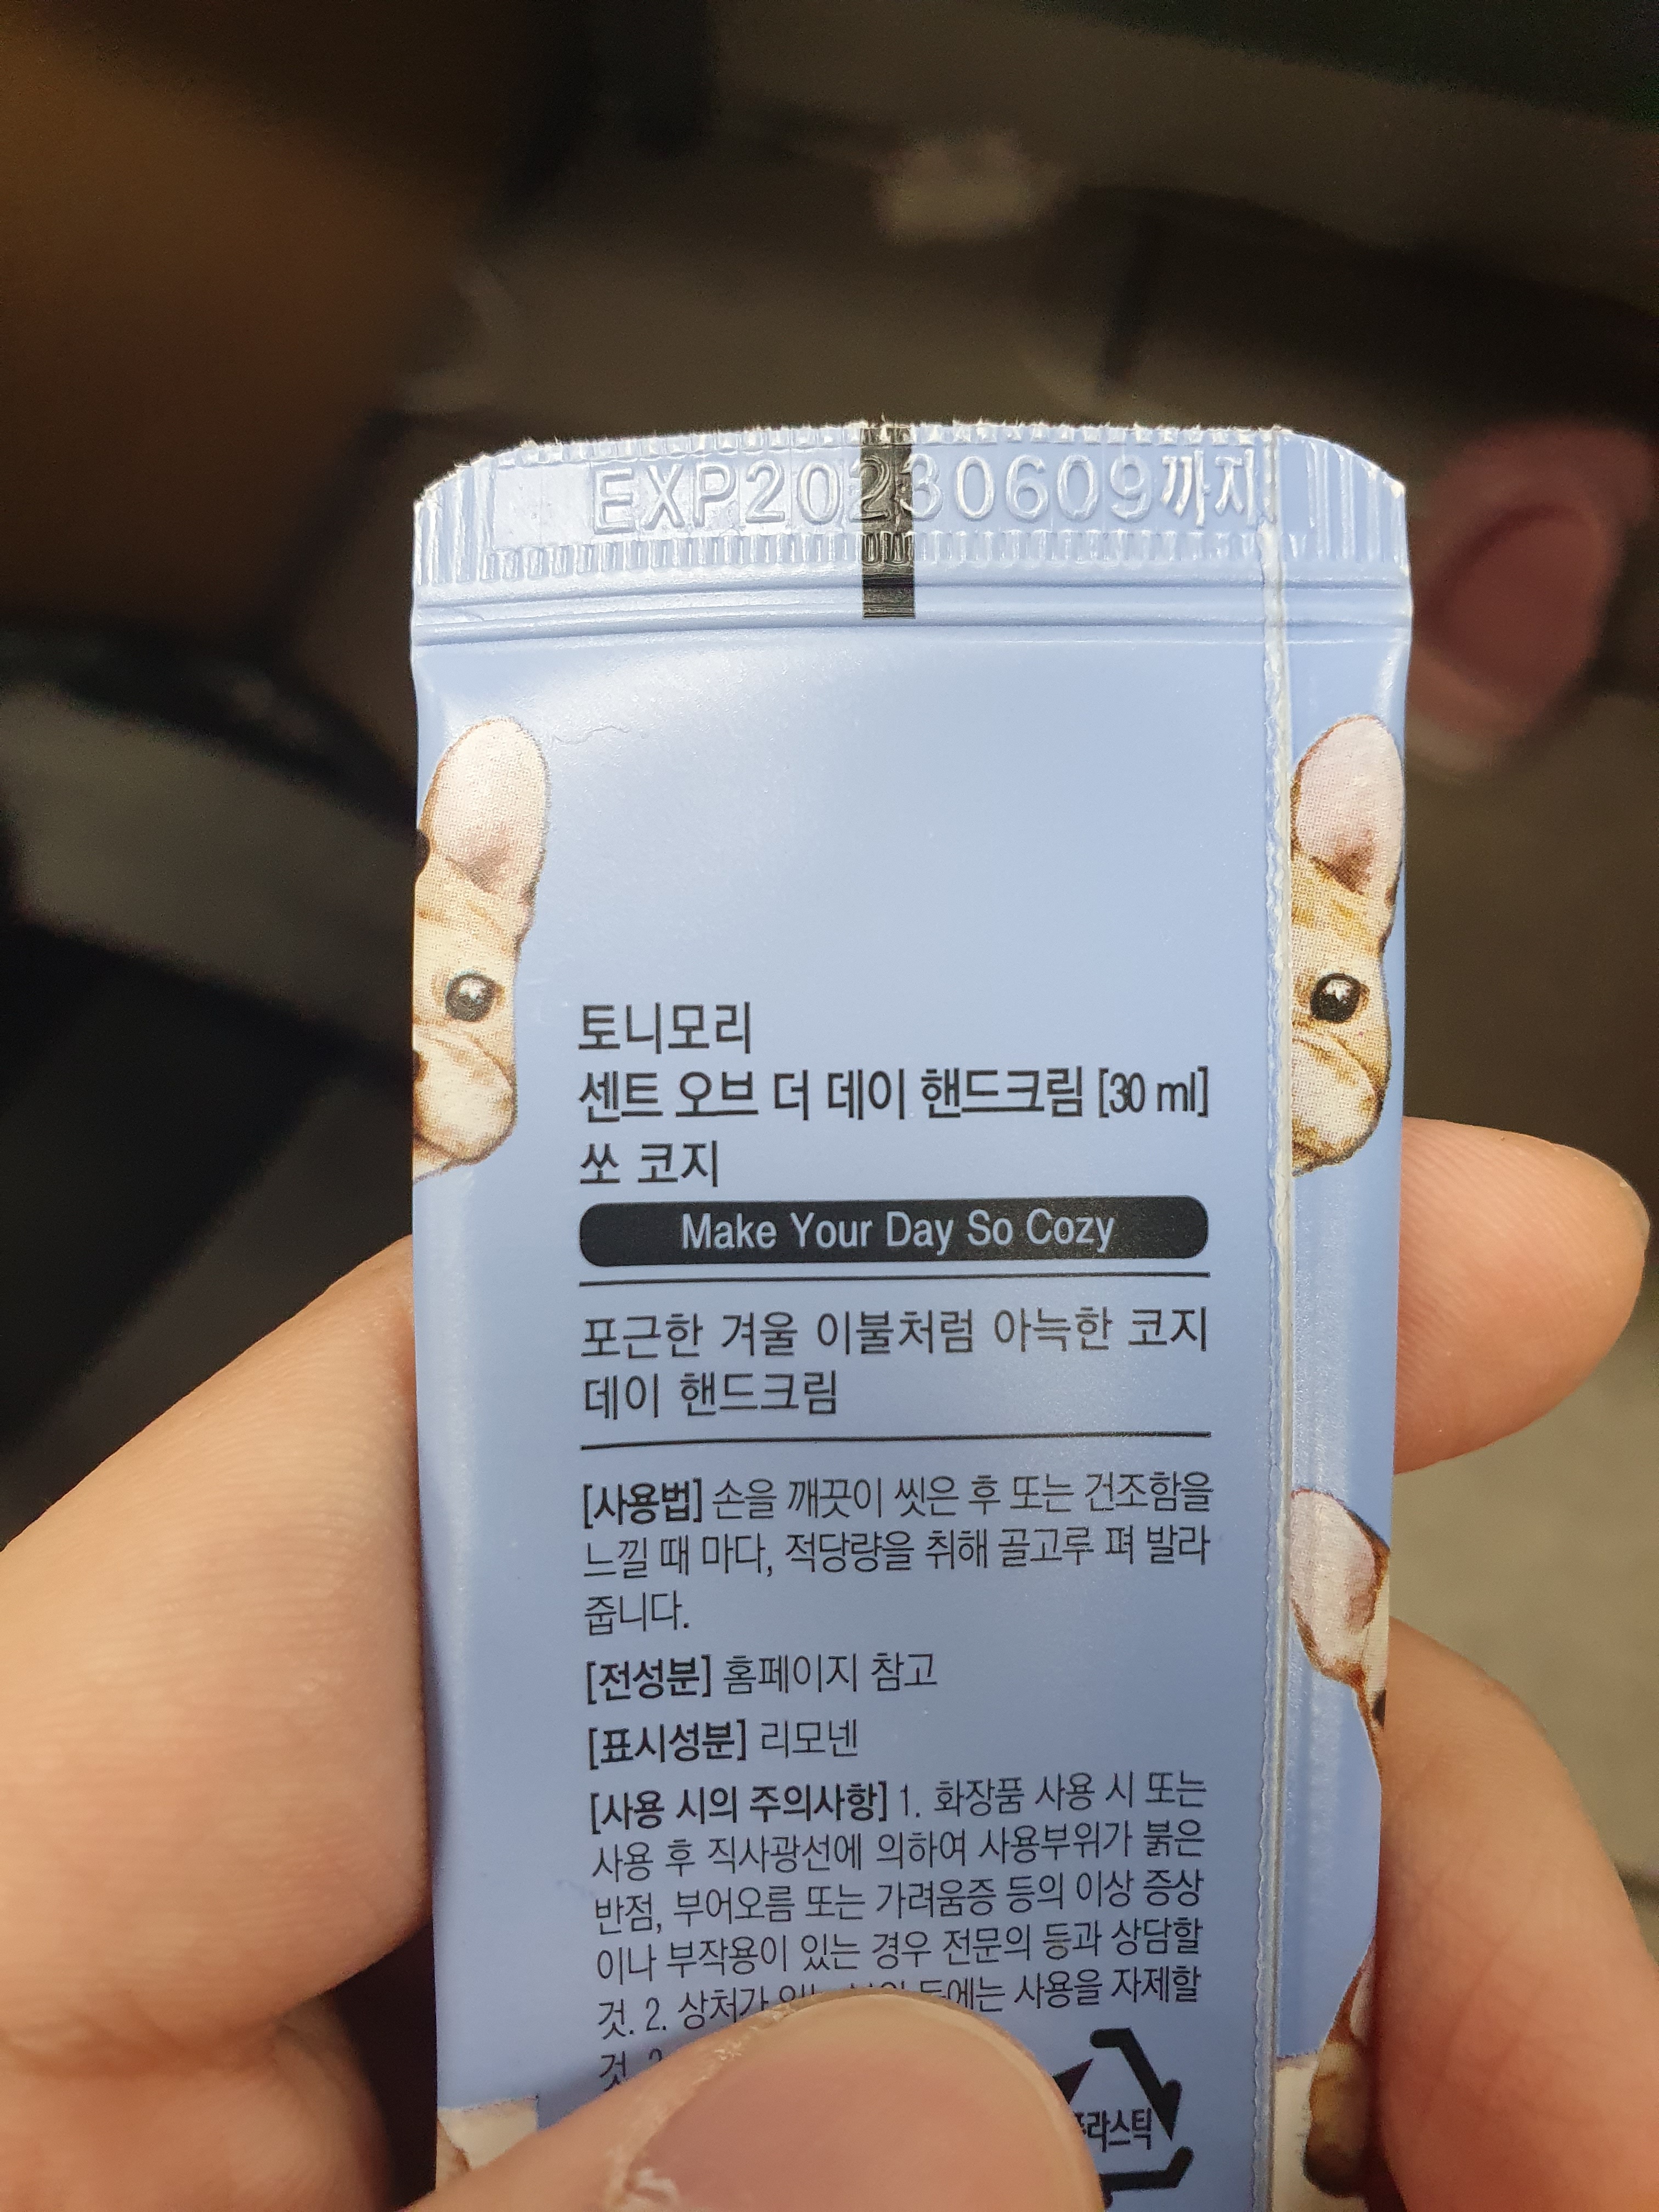 EXP20230609까지
토니모리
센트 오브 더 데이 핸드크림 [30 ml]
쏘 코지
Make Your Day So Cozy
포근한 겨울 이불처럼 아늑한 코지
데이 핸드크림
[사용법] 손을 깨끗이 씻은 후 또는 건조함을
느낄 때 마다, 적당량을 취해 골고루 펴 발라
줍니다.
[전성분] 홈페이지 참고
[표시성분] 리모넨
[사용 시의 주의사항] 1. 화장품 사용 시 또는
사용 후 직사광선에 의하여 사용부위가 붉은
반점, 부어오름 또는 가려움증 등의 이상 증상
이나 부작용이 있는 경우 전문의 등과 상담할
것. 2. 상처가 사용을 자제할
것.